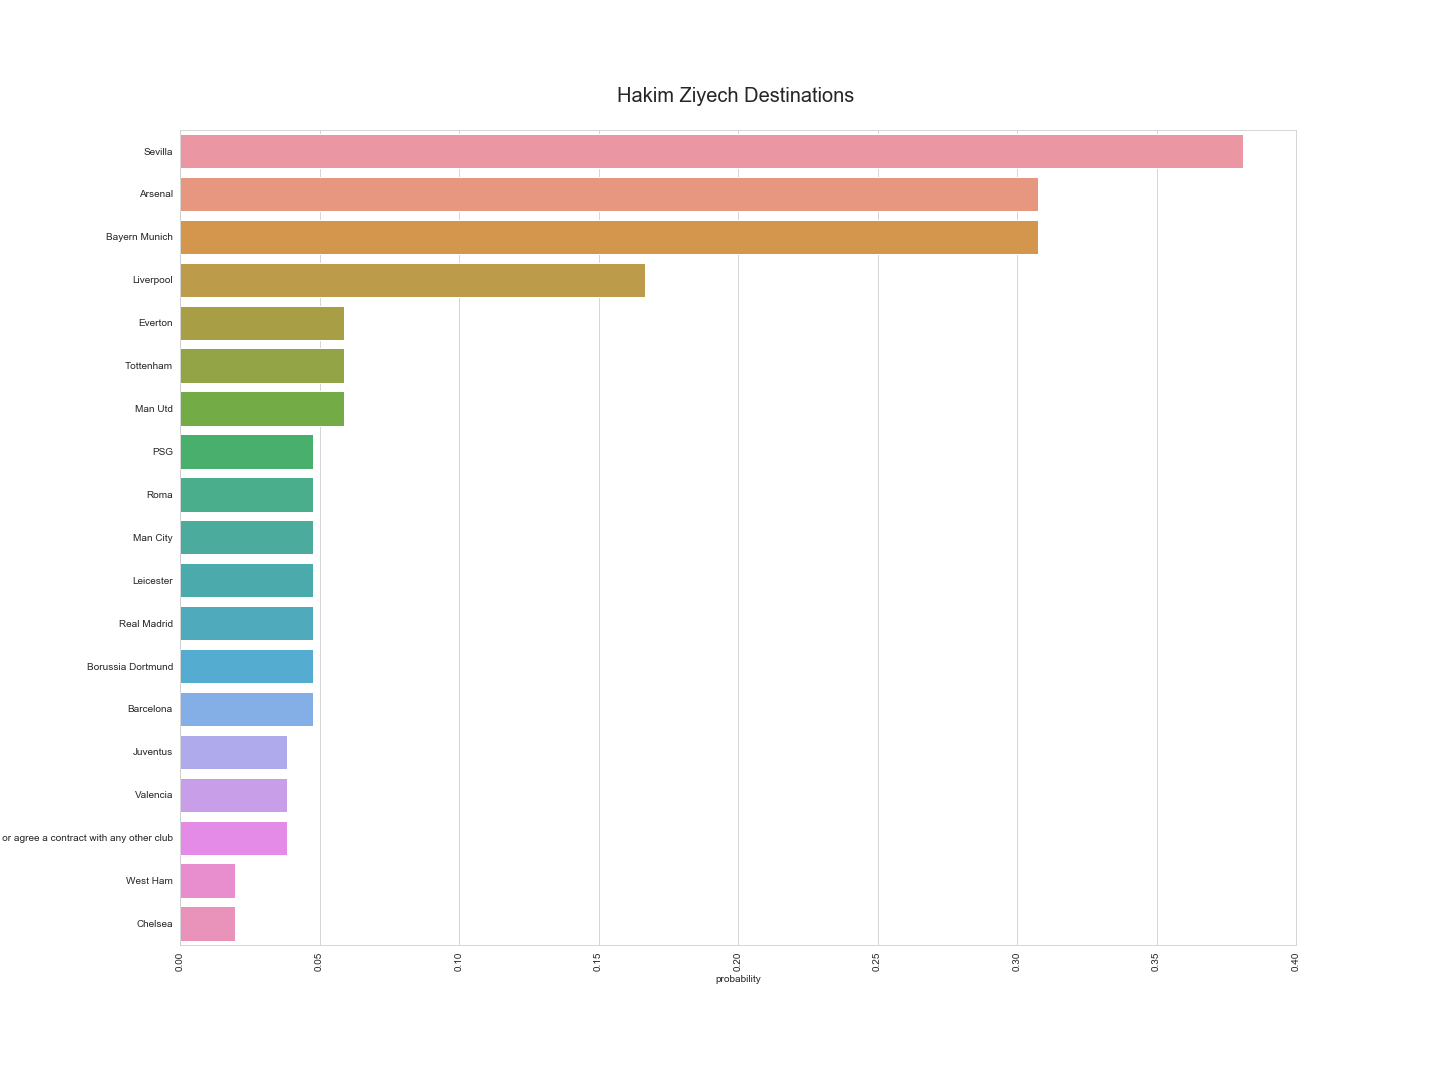 Hakim Ziyech Destinations
Sevilla
Arsenal
Bayern Munich
Liverpool
Everton
Tottenham
Man Utd
PSG
Roma
Man City
Leicester
Real Madrid
Borussia Dortmund
Barcelona
Juventus
Valencia
or agree a contract with any other club
West Ham
Chelsea
0.00 0.05 0.10 0.15 0.20 0.25 0.30 0.35 0.40
probability